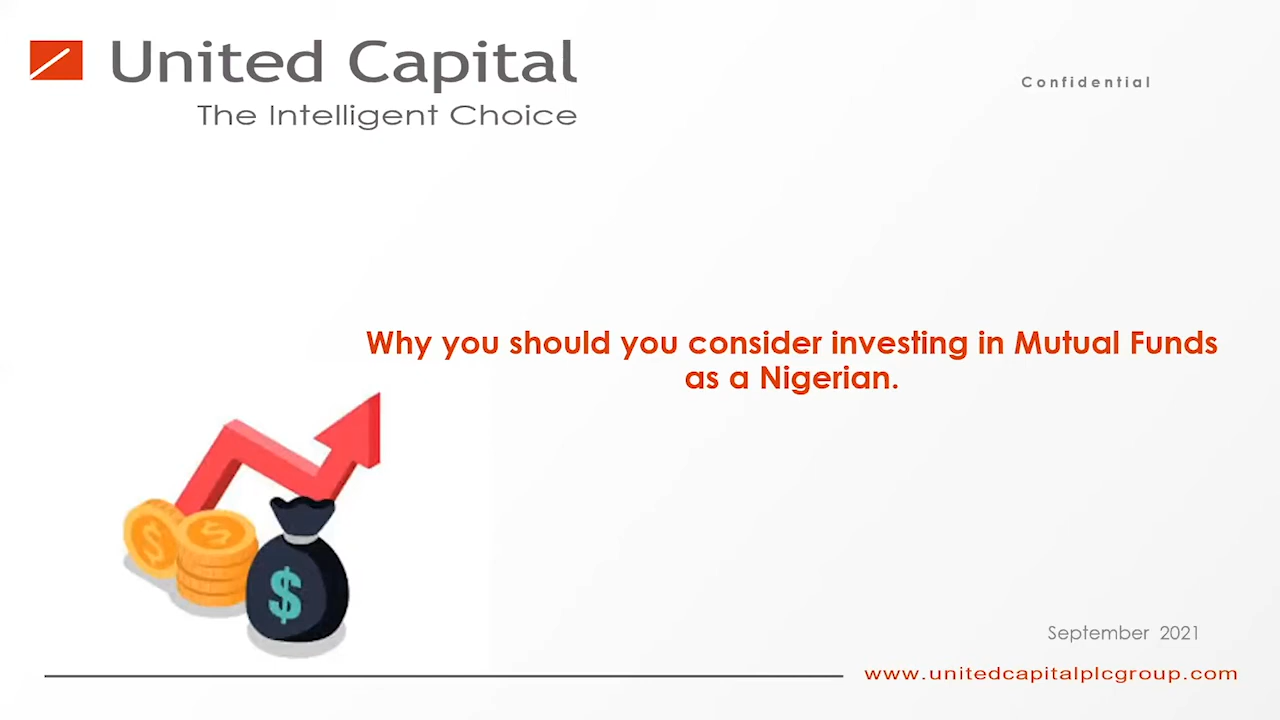 United Capital
The Intelligent Choice
Confidential
Why you should you consider investing in Mutual Funds
as a Nigerian.
$
$
$
September 2021
www.unitedcapitalplcgroup.com